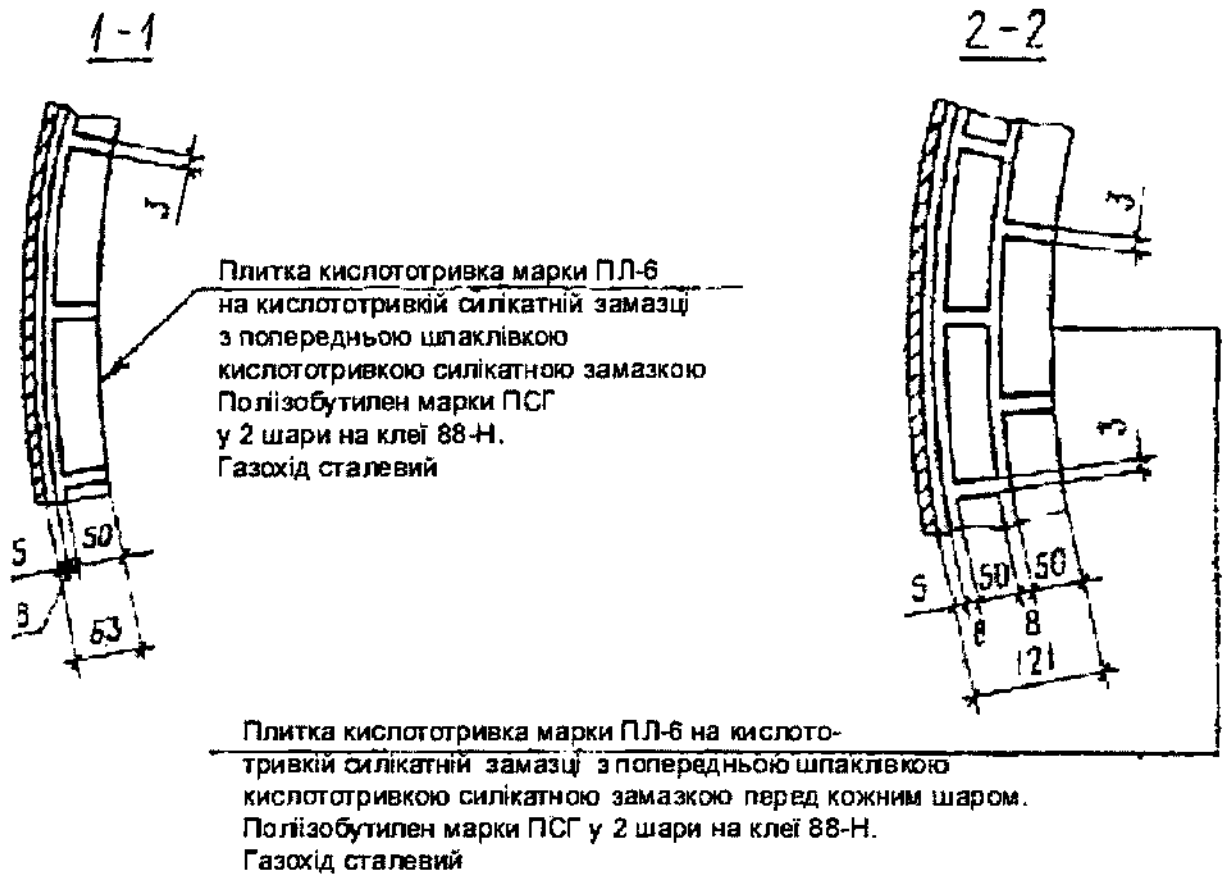 1-1
2-2
3
3
3
Плитка кислототривка марки ПЛ-6
на кислототривкій силікатній замазці
з попередньою шпаклівкою
кислототривкою силікатною замазкою
Поліізобутилен марки ПСГ
у 2 шари на клеї 88-Н.
Газохід сталевий
5
50
8
63
5
50
50
8
8
121
Плитка кислототривка марки ПЛ-6 на кислото-
тривкій силікатній замазці з попередньою шпаклівкою
кислототривкою силікатною замазкою перед кожним шаром.
Поліізобутилен марки ПСГ у 2 шари на клеї 88-Н.
Газохід сталевий